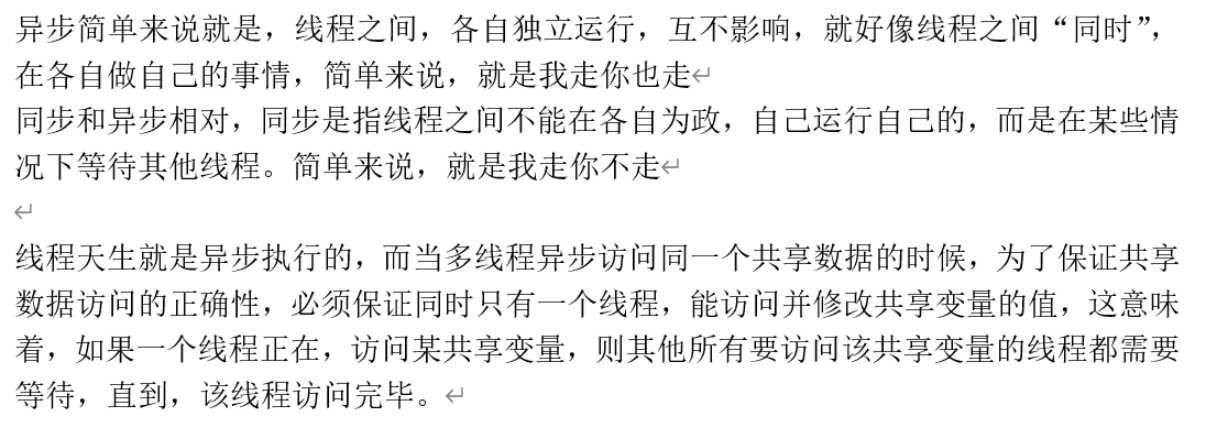 异步简单来说就是，线程之间，各自独立运行，互不影响，就好像线程之间“同时”，
在各自做自己的事情，简单来说，就是我走你也走↵
同步和异步相对，同步是指线程之间不能在各自为政，自己运行自己的，而是在某些情
况下等待其他线程。简单来说，就是我走你不走↵
↵
线程天生就是异步执行的，而当多线程异步访问同一个共享数据的时候，为了保证共享
数据访问的正确性，必须保证同时只有一个线程，能访问并修改共享变量的值，这意味
着，如果一个线程正在，访问某共享变量，则其他所有要访问该共享变量的线程都需要
等待，直到，该线程访问完毕。↵